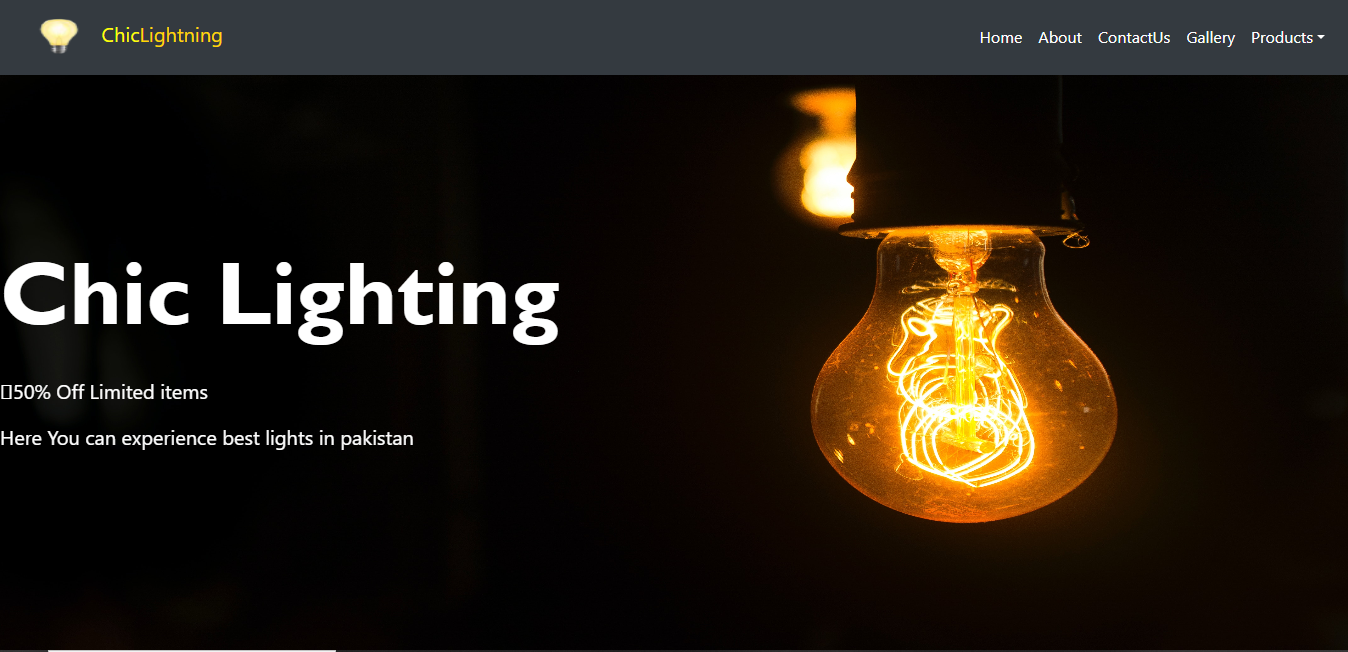 ChicLightning
Home About ContactUs Gallery Products
Chic Lighting
50% Off Limited items
Here You can experience best lights in pakistan